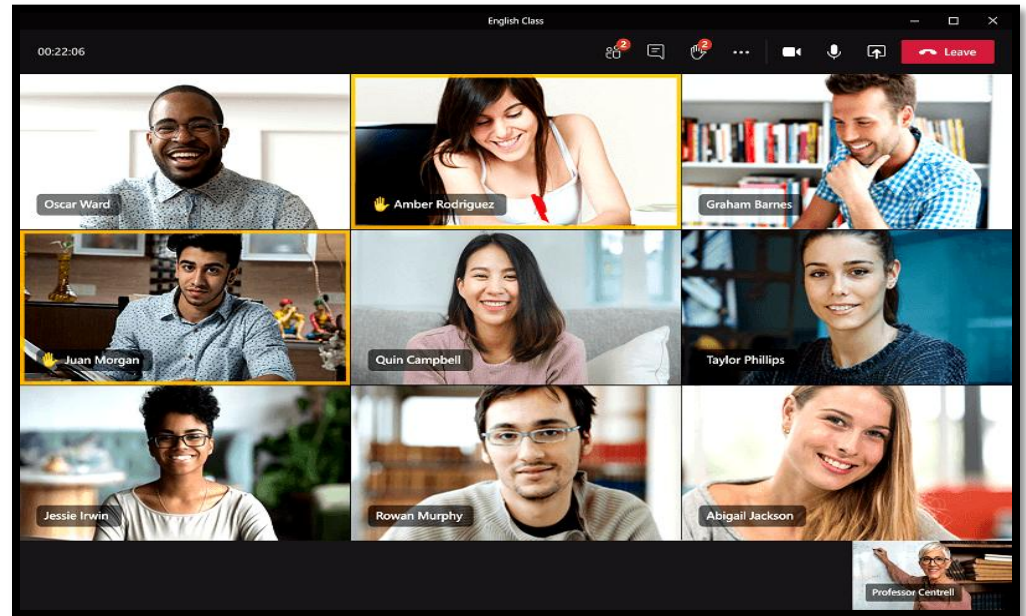 English Class
00:22:06
2
2
Leave
Oscar Ward
Amber Rodriguez
Graham Barnes
Juan Morgan
Quin Campbell
Taylor Phillips
Jessie Irwin
Rowan Murphy
Abigail Jackson
Professor Centrell